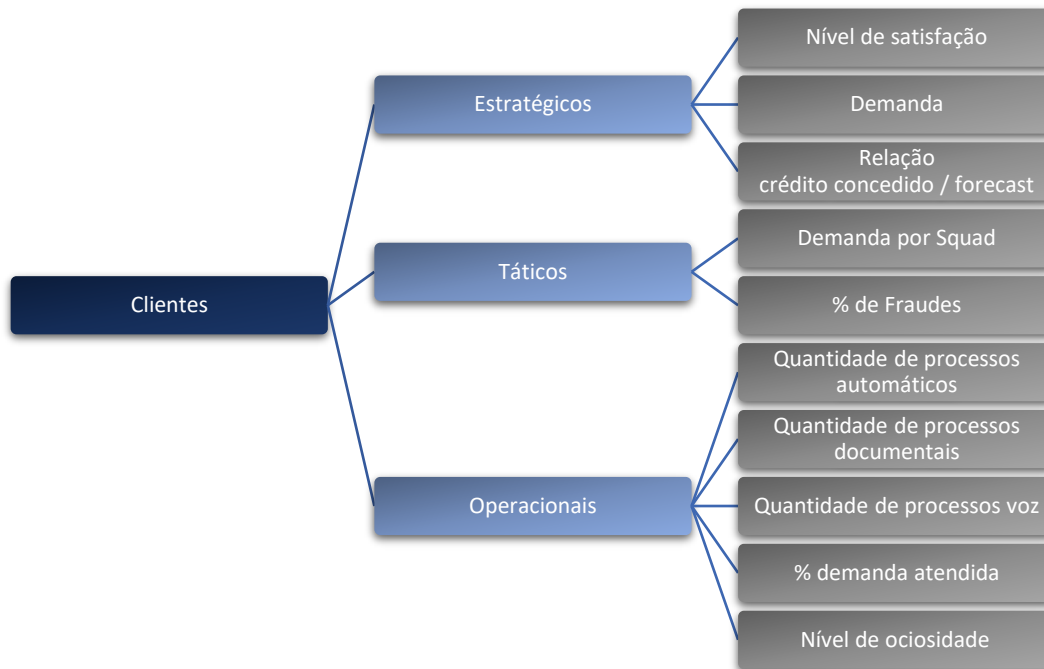 Clientes
Estratégicos
Nível de satisfação
Demanda
Relação
crédito concedido / forecast
Táticos
Demanda por Squad
% de Fraudes
Operacionais
Quantidade de processos
automáticos
Quantidade de processos
documentais
Quantidade de processos voz
% demanda atendida
Nível de ociosidade